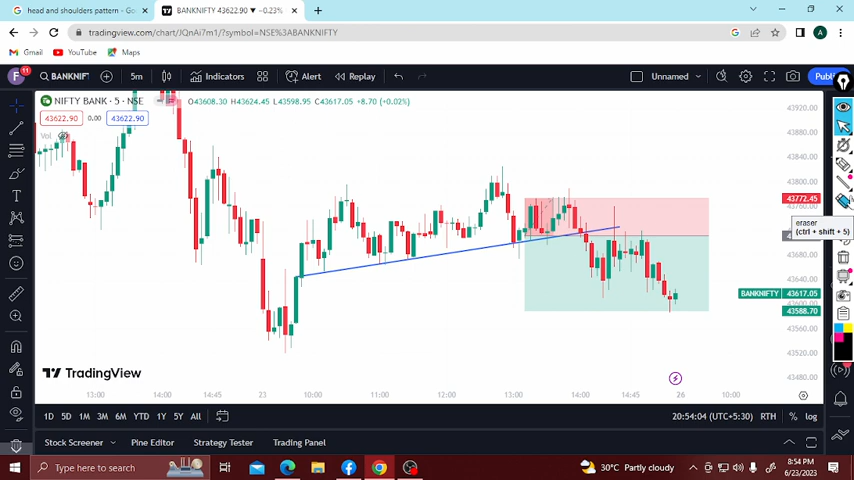 head and shoulders pattern - Go
BANKNIFTY 43622.90 ▼ −0.23%
tradingview.com/chart/JQnAi7m1/?symbol=NSE%3ABANKNIFTY
A
Gmail YouTube Maps
F 11 BANKNIF 5m Indicators Alert Replay Unnamed Publ
NIFTY BANK · 5 · NSE O43608.30 H43624.45 L43598.95 C43617.05 +8.70 (+0.02%)
43622.90 0.00 43622.90
Vol
43920.00
43880.00
43840.00
43800.00
43772.45
43760.00
eraser
(ctrl + shift + 5)
43680.00
43640.00
BANKNIFTY 43617.05
43600.00
43588.70
43560.00
43520.00
43480.00
TradingView
13:00 14:00 14:45 23 10:00 11:00 12:00 13:00 14:00 14:45 26 10:00
1D 5D 1M 3M 6M YTD 1Y 5Y All 20:54:04 (UTC+5:30) RTH % log
Stock Screener Pine Editor Strategy Tester Trading Panel
Type here to search 30°C Partly cloudy 8:54 PM
6/23/2023